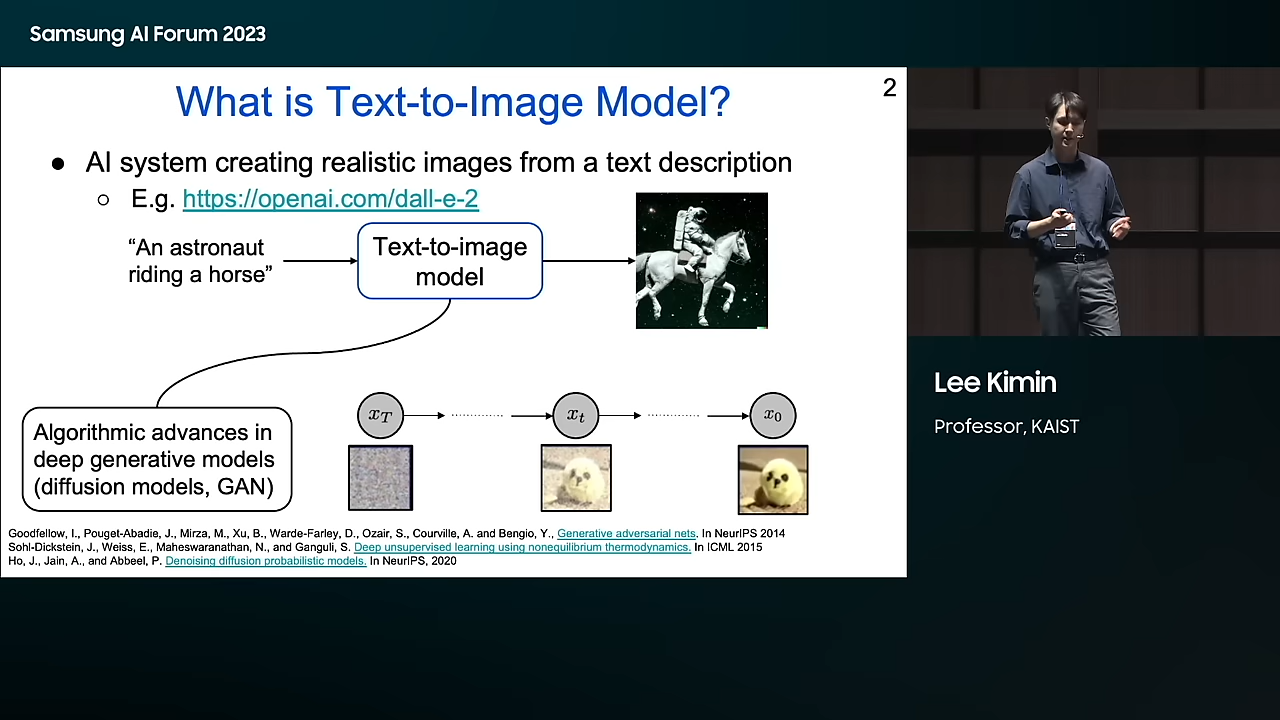 Samsung AI Forum 2023
What is Text-to-Image Model?
2
● AI system creating realistic images from a text description
○ E.g. https://openai.com/dall-e-2
“An astronaut
riding a horse”
Text-to-image
model
Algorithmic advances in
deep generative models
(diffusion models, GAN)
x_T
x_t
x_0
Goodfellow, I., Pouget-Abadie, J., Mirza, M., Xu, B., Warde-Farley, D., Ozair, S., Courville, A. and Bengio, Y., Generative adversarial nets. In NeurIPS 2014
Sohl-Dickstein, J., Weiss, E., Maheswaranathan, N., and Ganguli, S. Deep unsupervised learning using nonequilibrium thermodynamics. In ICML 2015
Ho, J., Jain, A., and Abbeel, P. Denoising diffusion probabilistic models. In NeurIPS, 2020
Lee Kimin
Professor, KAIST